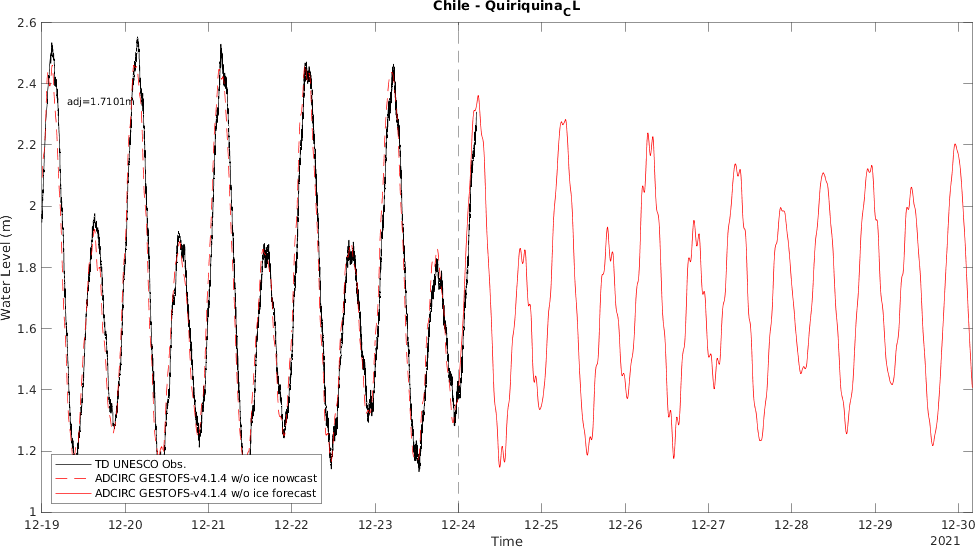 Chile - Quiriquina_CL
2.6
2.4
2.2
2
1.8
1.6
1.4
1.2
1
Water Level (m)
adj=1.7101m
TD UNESCO Obs.
ADCIRC GESTOFS-v4.1.4 w/o ice nowcast
ADCIRC GESTOFS-v4.1.4 w/o ice forecast
12-19 12-20 12-21 12-22 12-23 12-24 12-25 12-26 12-27 12-28 12-29 12-30
Time
2021